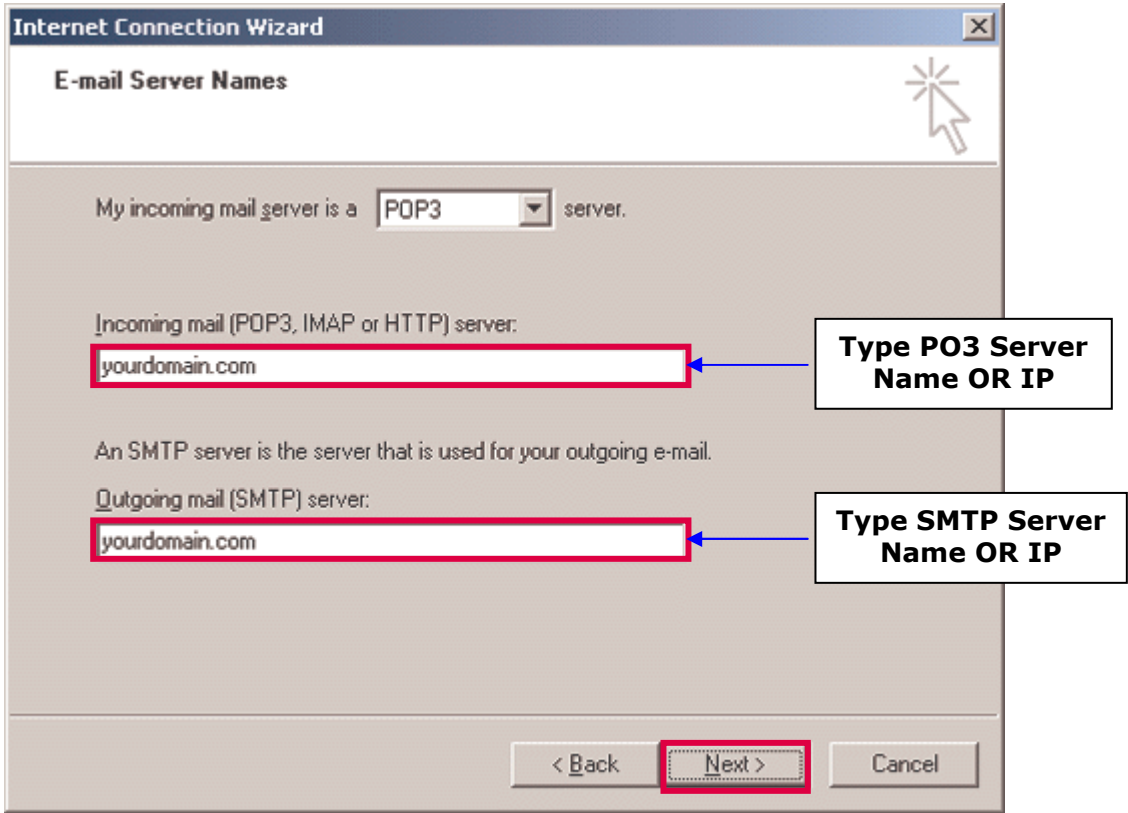 Internet Connection Wizard
E-mail Server Names
My incoming mail server is a POP3 server.
Incoming mail (POP3, IMAP or HTTP) server:
yourdomain.com
Type PO3 Server
Name OR IP
An SMTP server is the server that is used for your outgoing e-mail.
Outgoing mail (SMTP) server:
yourdomain.com
Type SMTP Server
Name OR IP
< Back Next > Cancel